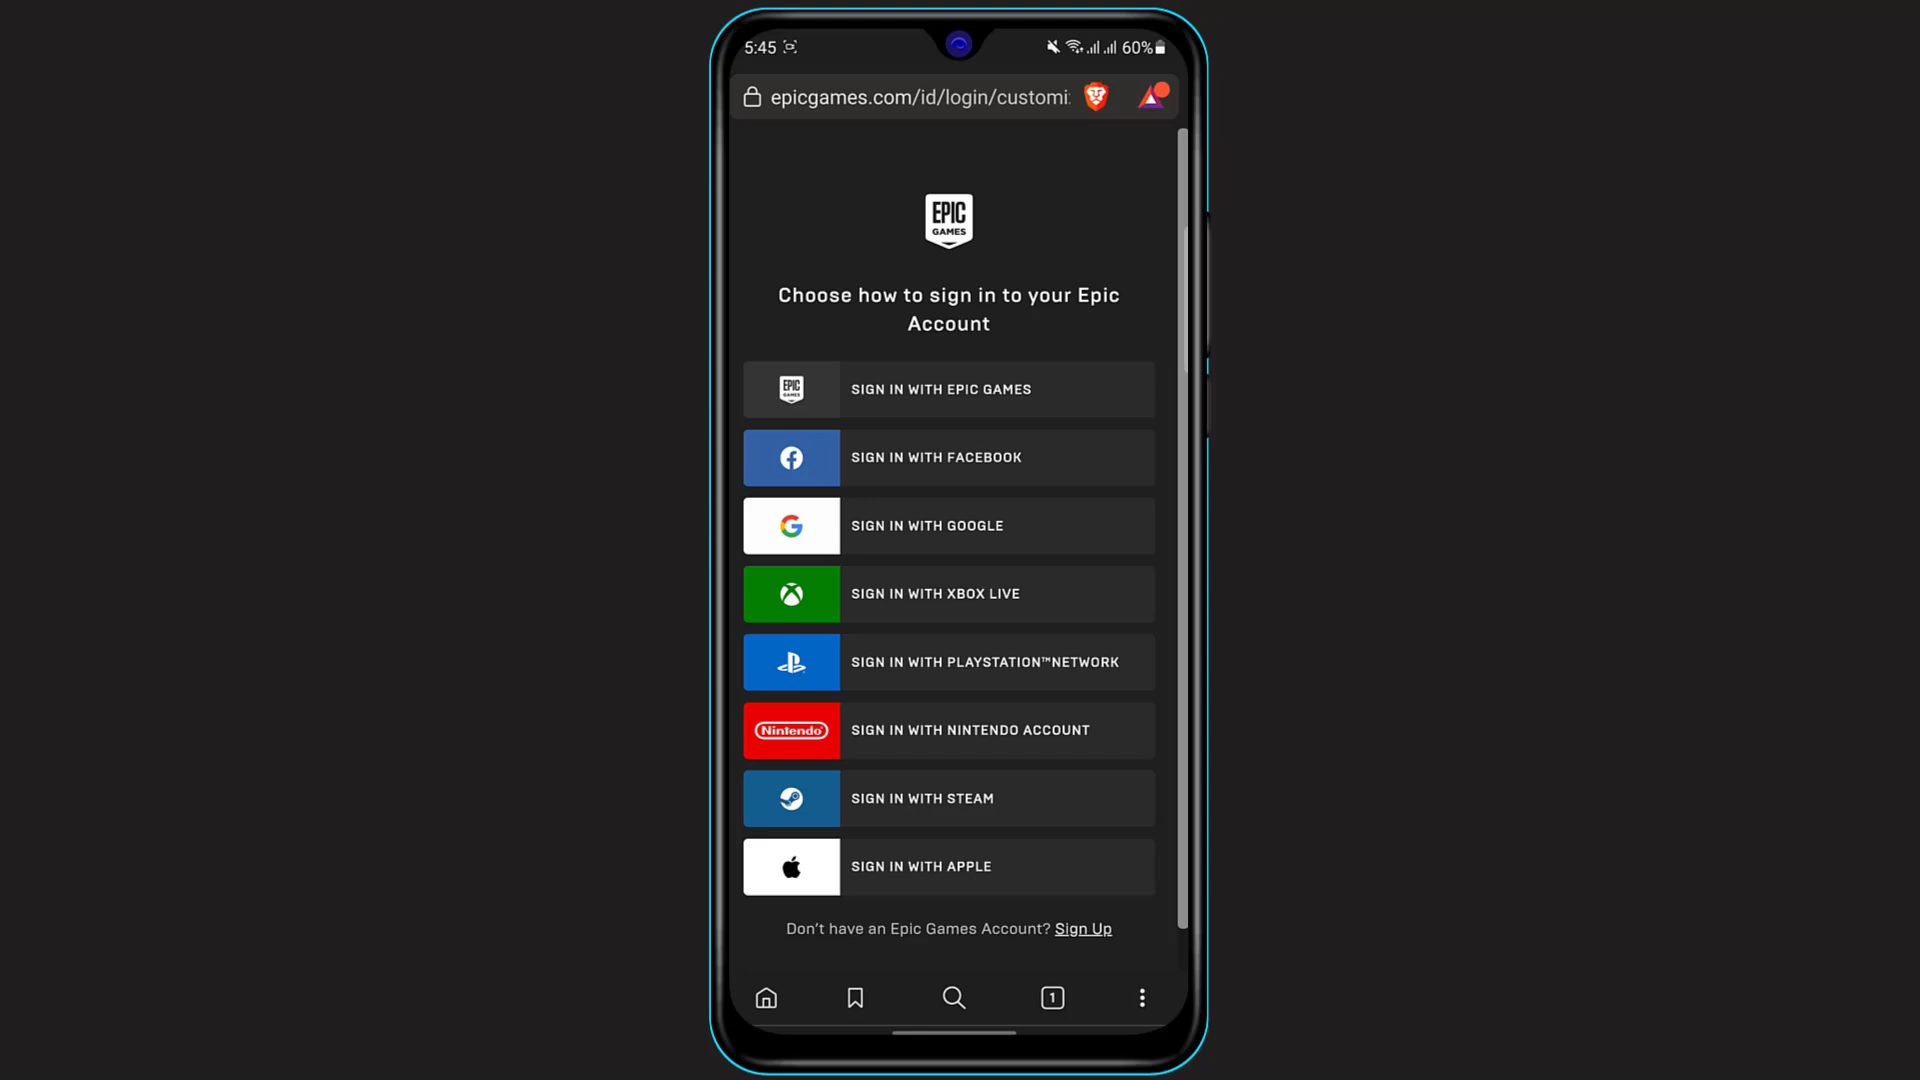 5:45 60%
epicgames.com/id/login/customi
EPIC
GAMES
Choose how to sign in to your Epic
Account
EPIC
GAMES
SIGN IN WITH EPIC GAMES
SIGN IN WITH FACEBOOK
SIGN IN WITH GOOGLE
SIGN IN WITH XBOX LIVE
SIGN IN WITH PLAYSTATION™NETWORK
Nintendo
SIGN IN WITH NINTENDO ACCOUNT
SIGN IN WITH STEAM
SIGN IN WITH APPLE
Don't have an Epic Games Account? Sign Up
1